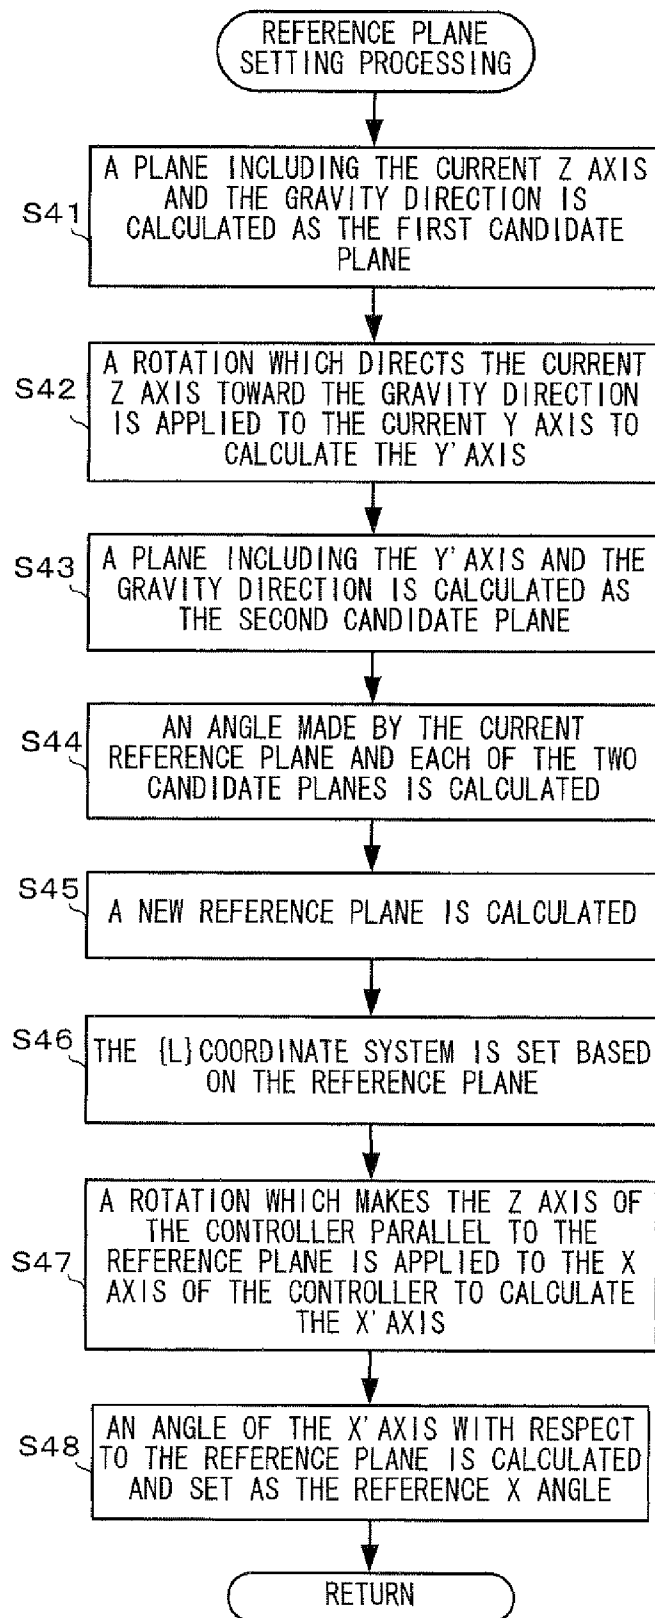 REFERENCE PLANE
SETTING PROCESSING
S41
A PLANE INCLUDING THE CURRENT Z AXIS
AND THE GRAVITY DIRECTION IS
CALCULATED AS THE FIRST CANDIDATE
PLANE
S42
A ROTATION WHICH DIRECTS THE CURRENT
Z AXIS TOWARD THE GRAVITY DIRECTION
IS APPLIED TO THE CURRENT Y AXIS TO
CALCULATE THE Y'AXIS
S43
A PLANE INCLUDING THE Y'AXIS AND THE
GRAVITY DIRECTION IS CALCULATED AS
THE SECOND CANDIDATE PLANE
S44
AN ANGLE MADE BY THE CURRENT
REFERENCE PLANE AND EACH OF THE TWO
CANDIDATE PLANES IS CALCULATED
S45
A NEW REFERENCE PLANE IS CALCULATED
S46
THE {L}COORDINATE SYSTEM IS SET BASED
ON THE REFERENCE PLANE
S47
A ROTATION WHICH MAKES THE Z AXIS OF
THE CONTROLLER PARALLEL TO THE
REFERENCE PLANE IS APPLIED TO THE X
AXIS OF THE CONTROLLER TO CALCULATE
THE X'AXIS
S48
AN ANGLE OF THE X'AXIS WITH RESPECT
TO THE REFERENCE PLANE IS CALCULATED
AND SET AS THE REFERENCE X ANGLE
RETURN